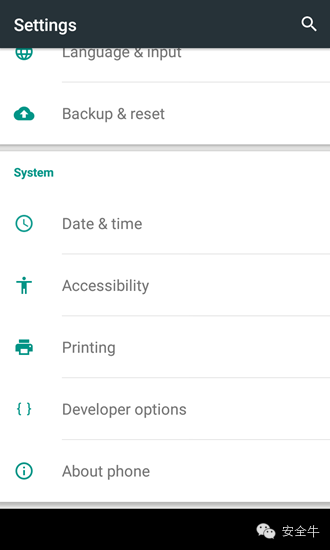 Settings
Language & input
Backup & reset
System
Date & time
Accessibility
Printing
{ } Developer options
About phone
安全牛